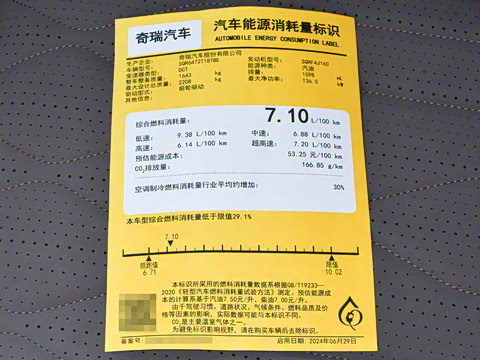 奇瑞汽车
汽车能源消耗量标识
AUTOMOBILE ENERGY CONSUMPTION LABEL
生产企业: 奇瑞汽车股份有限公司
车辆型号: SQR6472T18TBE 发动机型号: SQRF4J16C
变速器类型: DCT 能源种类: 汽油
整车整备质量: 1643 kg 排量: 1598 mL
最大设计总质量: 2208 kg 最大净功率: 136.5 kW
驱动型式: 前轮驱动
其他信息:
综合燃料消耗量: 7.10 L/100 km
低速: 9.38 L/100 km 中速: 6.88 L/100 km
高速: 6.14 L/100 km 超高速: 7.20 L/100 km
预估能源成本: 53.25 元/100 km
CO2排放量: 166.85 g/km
空调制冷燃料消耗量行业平均约增加: 30%
本车型综合燃料消耗量低于限值29.1%
7.10
领跑值 限值
6.71 10.02
本标识所采用的燃料消耗量数据系根据GB/T19233—
2020《轻型汽车燃料消耗量试验方法》测定，预估能源成
本的计算系基于汽油7.50元/升，柴油7.00元/升。
由于驾驶习惯、道路状况、气候条件、燃料品质及价
格等因素的影响，实际数据可能与本标识不同。
CO2是主要温室气体之一。
为避免标识影响视野，请在购买车辆后去除标识。
备案号
启用日期: 2024年06月29日